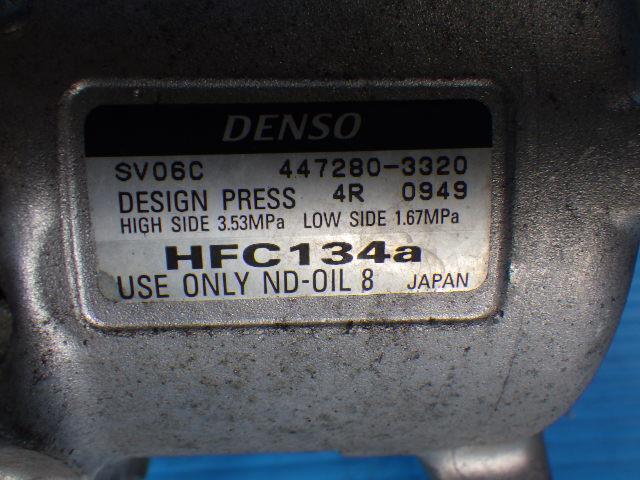 DENSO
SV06C 447280-3320
DESIGN PRESS 4R 0949
HIGH SIDE 3.53MPa LOW SIDE 1.67MPa
HFC134a
USE ONLY ND-OIL 8 JAPAN